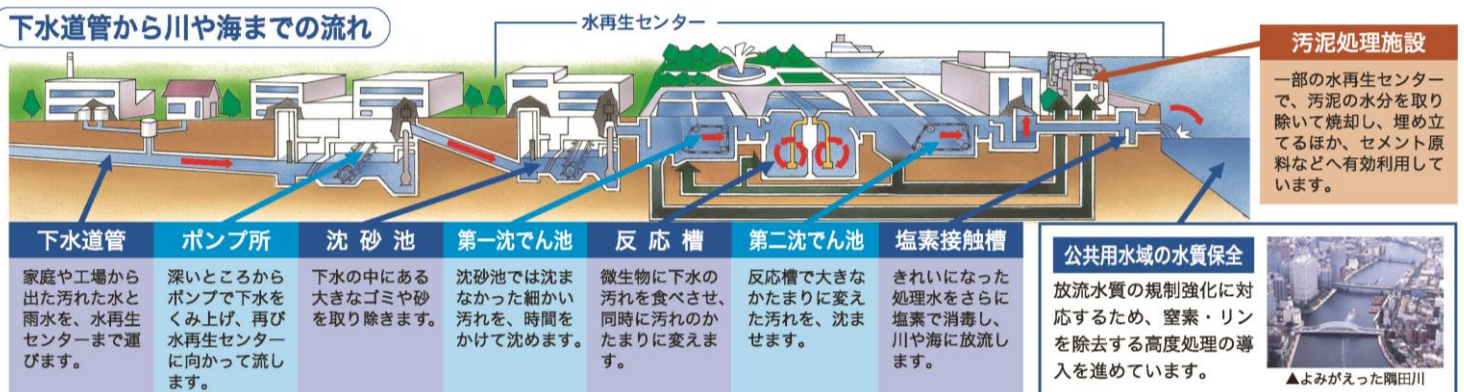 下水道管から川や海までの流れ
水再生センター
汚泥処理施設
一部の水再生センター
で、汚泥の水分を取り
除いて焼却し、埋め立
てるほか、セメント原
料などへ有効利用して
います。
下水道管
家庭や工場から
出た汚れた水と
雨水を、水再生
センターまで運
びます。
ポンプ所
深いところから
ポンプで下水を
くみ上げ、再び
水再生センター
に向かって流し
ます。
沈砂池
下水の中にある
大きなゴミや砂
を取り除きます。
第一沈でん池
沈砂池では沈ま
なかった細かい
汚れを、時間を
かけて沈めます。
反応槽
微生物に下水の
汚れを食べさせ、
同時に汚れのか
たまりに変えま
す。
第二沈でん池
反応槽で大きな
かたまりに変え
た汚れを、沈ま
せます。
塩素接触槽
きれいになった
処理水をさらに
塩素で消毒し、
川や海に放流し
ます。
公共用水域の水質保全
放流水質の規制強化に対
応するため、窒素・リン
を除去する高度処理の導
入を進めています。
▲よみがえった隅田川